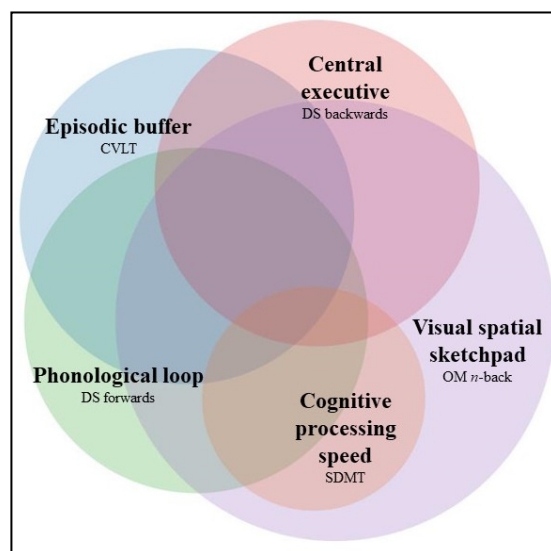 Central
executive
DS backwards
Episodic buffer
CVLT
Visual spatial
sketchpad
OM n-back
Phonological loop
DS forwards
Cognitive
processing
speed
SDMT